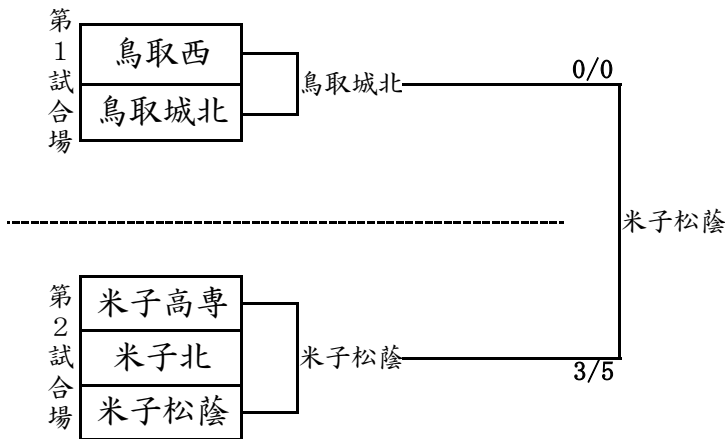 第1試合場
鳥取西
鳥取城北
鳥取城北
0/0
米子松蔭
第2試合場
米子高専
米子北
米子松蔭
米子松蔭
3/5